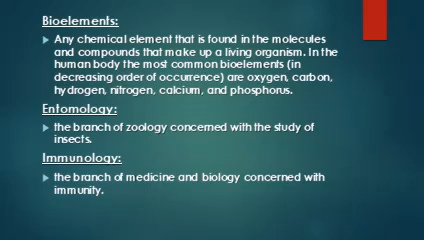 Bioelements:
Any chemical element that is found in the molecules
and compounds that make up a living organism. In the
human body the most common bioelements (in
decreasing order of occurrence) are oxygen, carbon,
hydrogen, nitrogen, calcium, and phosphorus.
Entomology:
the branch of zoology concerned with the study of
insects.
Immunology:
the branch of medicine and biology concerned with
immunity.